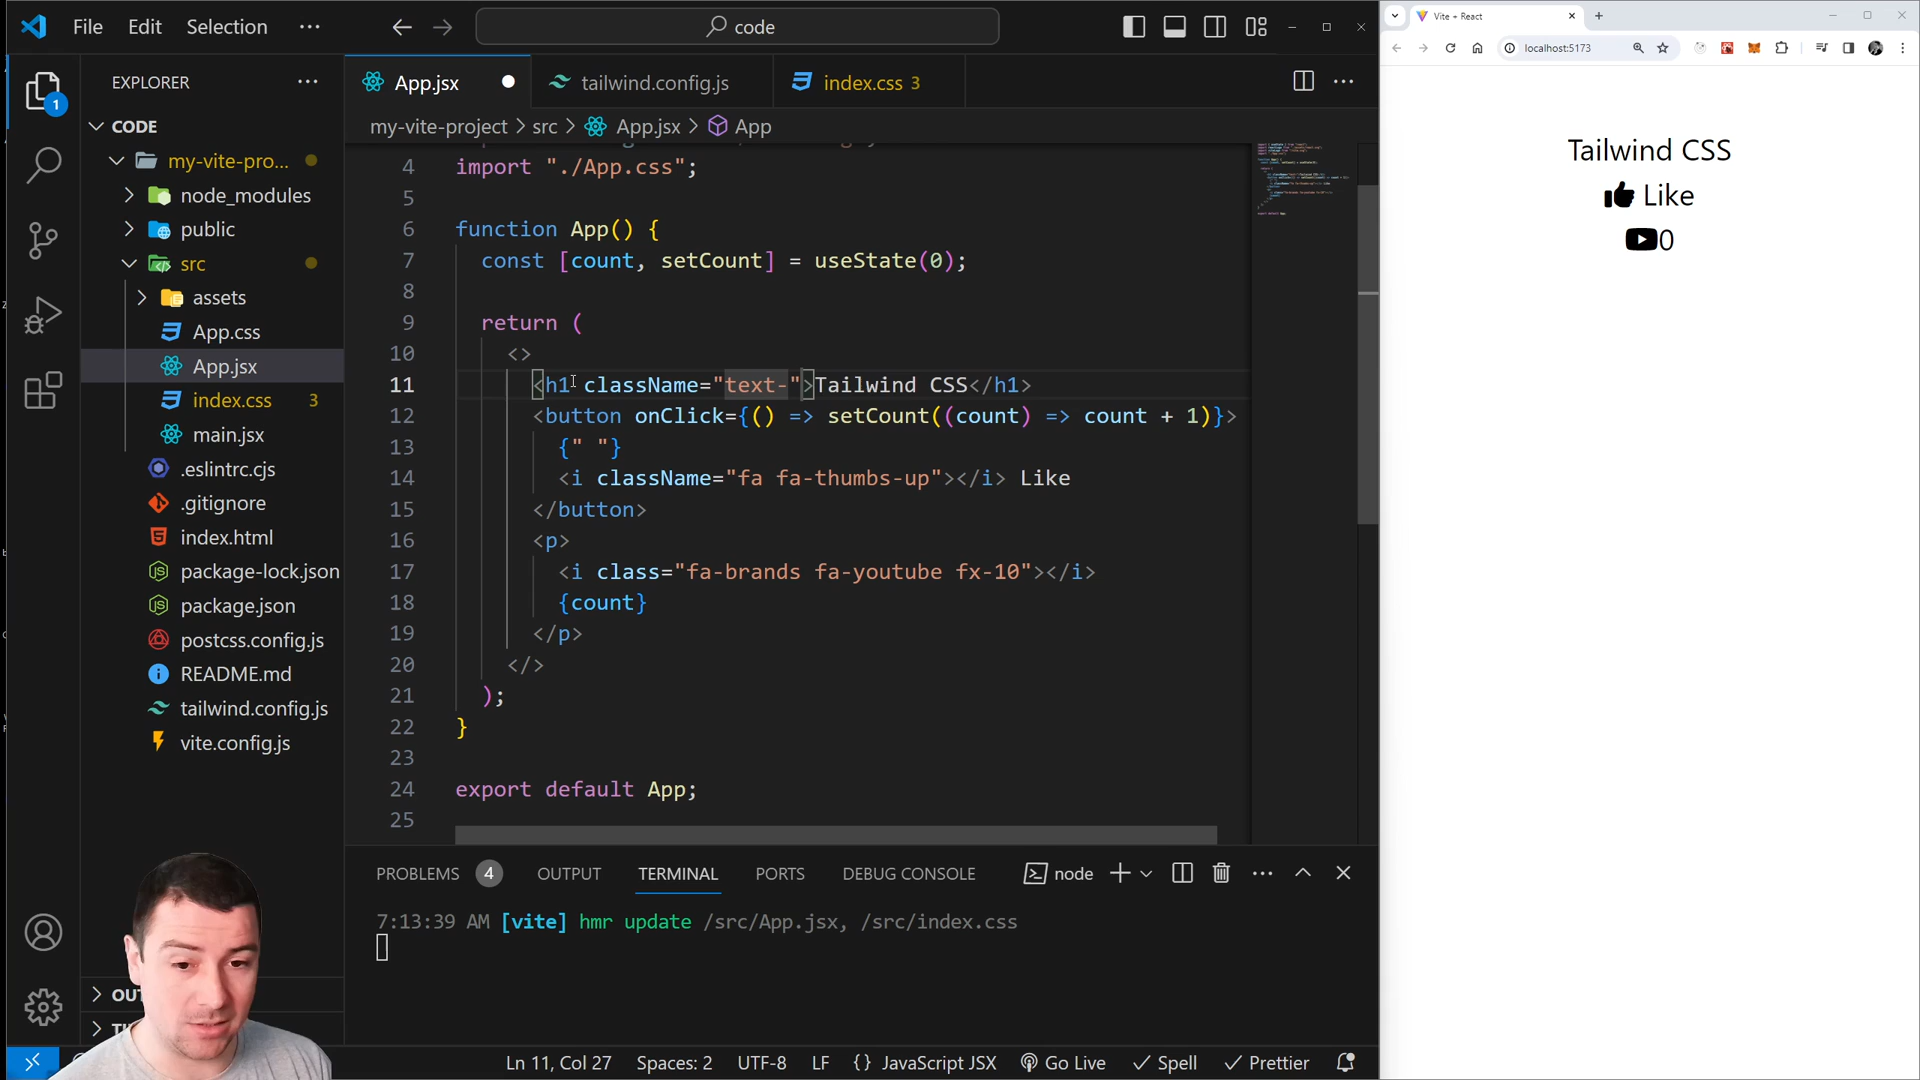 File Edit Selection ··· code
EXPLORER
CODE
my-vite-pro...
node_modules
public
src
assets
App.css
App.jsx
index.css 3
main.jsx
.eslintrc.cjs
.gitignore
index.html
package-lock.json
package.json
postcss.config.js
README.md
tailwind.config.js
vite.config.js
1
App.jsx tailwind.config.js index.css 3
my-vite-project > src > App.jsx > App
4 import "./App.css";
5
6 function App() {
7 const [count, setCount] = useState(0);
8
9 return (
10 <>
11 <h1 className="text-">Tailwind CSS</h1>
12 <button onClick={() => setCount((count) => count + 1)}>
13 {" "}
14 <i className="fa fa-thumbs-up"></i> Like
15 </button>
16 <p>
17 <i class="fa-brands fa-youtube fx-10"></i>
18 {count}
19 </p>
20 </>
21 );
22 }
23
24 export default App;
25
PROBLEMS 4 OUTPUT TERMINAL PORTS DEBUG CONSOLE node
7:13:39 AM [vite] hmr update /src/App.jsx, /src/index.css
Ln 11, Col 27 Spaces: 2 UTF-8 LF {} JavaScript JSX Go Live Spell Prettier
Vite + React
localhost:5173
Tailwind CSS
Like
0